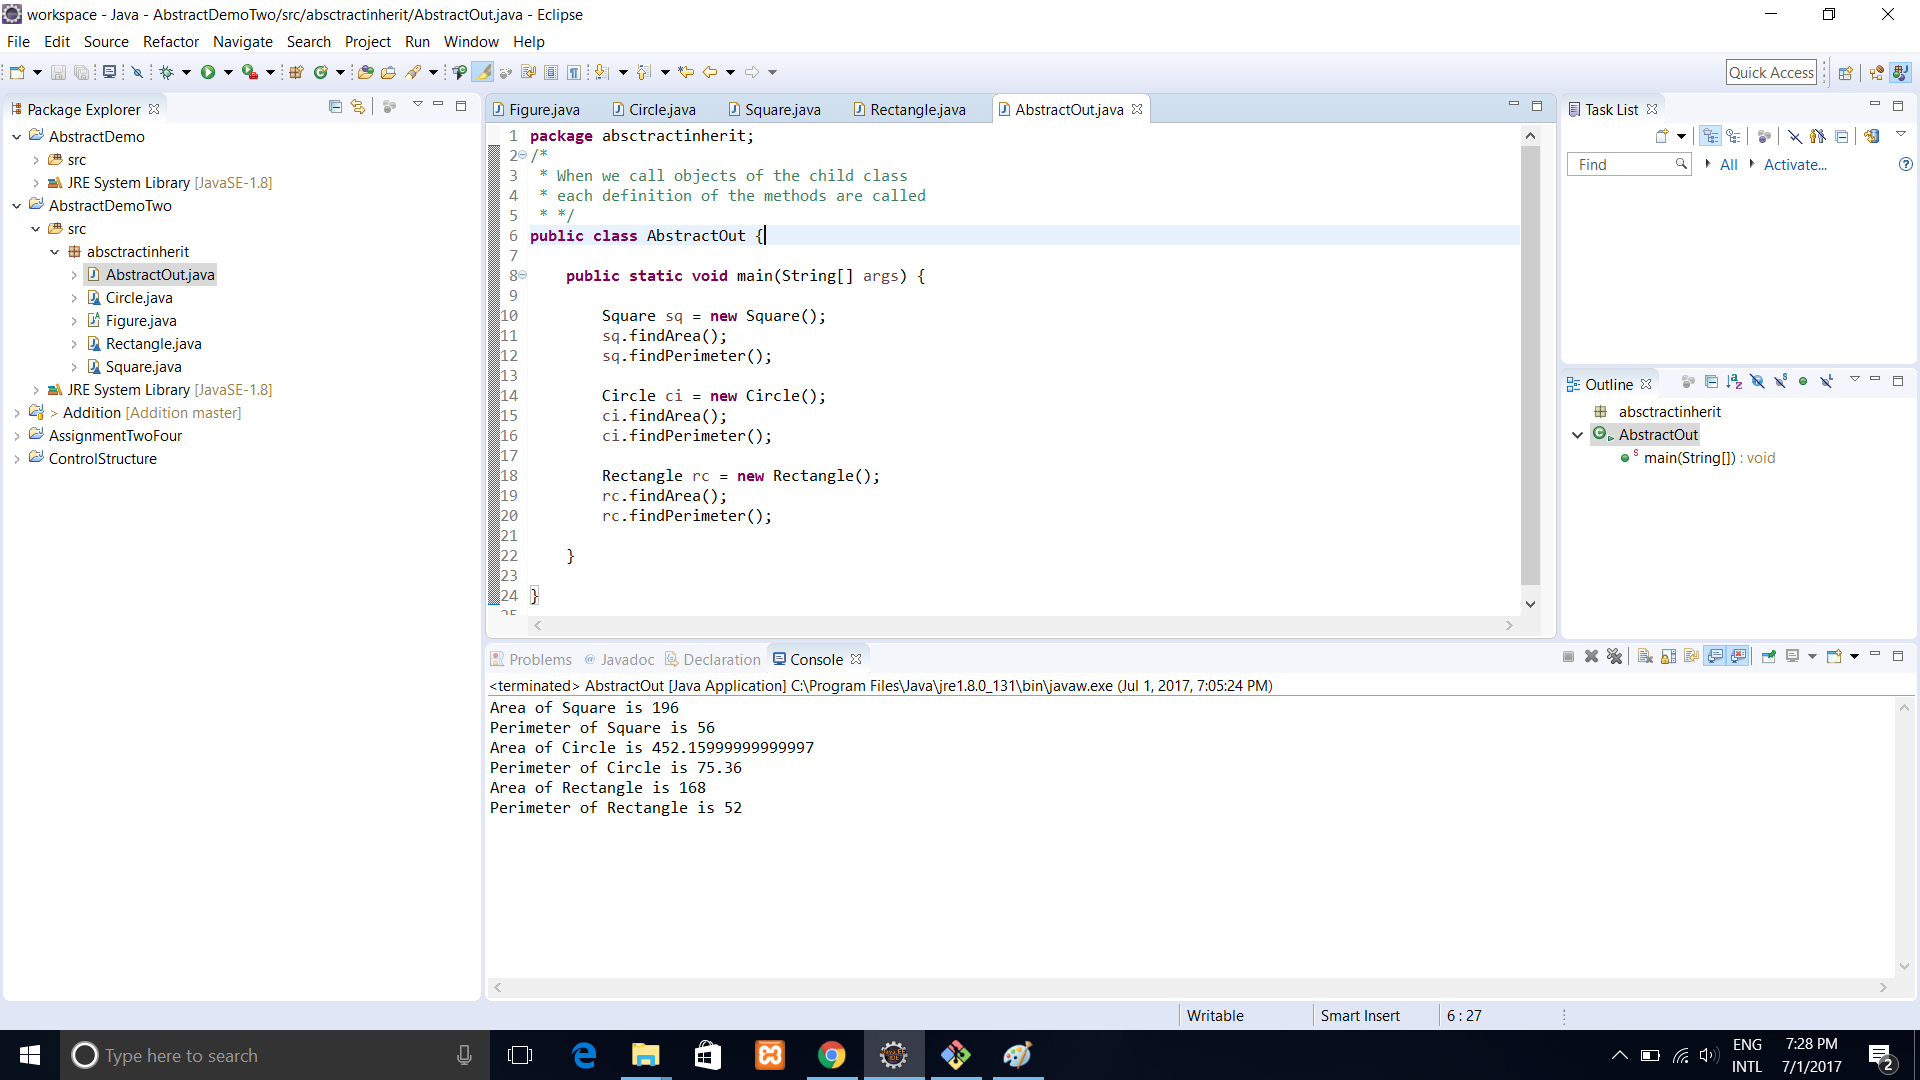 workspace - Java - AbstractDemoTwo/src/absctractinherit/AbstractOut.java - Eclipse
File Edit Source Refactor Navigate Search Project Run Window Help
Quick Access
Package Explorer
AbstractDemo
src
JRE System Library [JavaSE-1.8]
AbstractDemoTwo
src
absctractinherit
AbstractOut.java
Circle.java
Figure.java
Rectangle.java
Square.java
JRE System Library [JavaSE-1.8]
> Addition [Addition master]
AssignmentTwoFour
ControlStructure
Figure.java Circle.java Square.java Rectangle.java AbstractOut.java
1 package absctractinherit;
2 /*
3 * When we call objects of the child class
4 * each definition of the methods are called
5 * */
6 public class AbstractOut {
7
8 public static void main(String[] args) {
9
10 Square sq = new Square();
11 sq.findArea();
12 sq.findPerimeter();
13
14 Circle ci = new Circle();
15 ci.findArea();
16 ci.findPerimeter();
17
18 Rectangle rc = new Rectangle();
19 rc.findArea();
20 rc.findPerimeter();
21
22 }
23
24 }
25
Task List
Find All Activate...
Outline
absctractinherit
AbstractOut
main(String[]) : void
Problems @ Javadoc Declaration Console
<terminated> AbstractOut [Java Application] C:\Program Files\Java\jre1.8.0_131\bin\javaw.exe (Jul 1, 2017, 7:05:24 PM)
Area of Square is 196
Perimeter of Square is 56
Area of Circle is 452.15999999999997
Perimeter of Circle is 75.36
Area of Rectangle is 168
Perimeter of Rectangle is 52
Writable Smart Insert 6 : 27
Type here to search
ENG
INTL
7:28 PM
7/1/2017
2